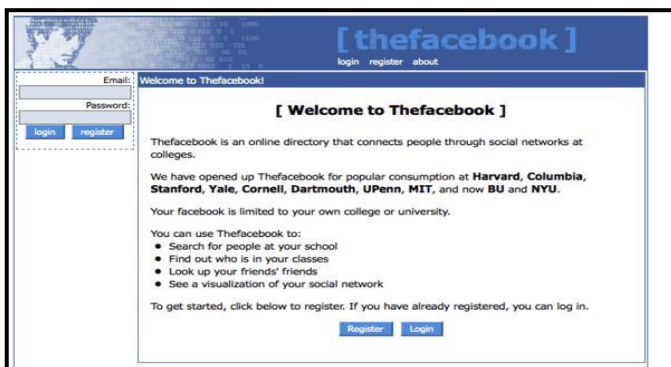 [ thefacebook ]
login register about
Email:
Password:
login register
Welcome to Thefacebook!
[ Welcome to Thefacebook ]
Thefacebook is an online directory that connects people through social networks at
colleges.
We have opened up Thefacebook for popular consumption at Harvard, Columbia,
Stanford, Yale, Cornell, Dartmouth, UPenn, MIT, and now BU and NYU.
Your facebook is limited to your own college or university.
You can use Thefacebook to:
• Search for people at your school
• Find out who is in your classes
• Look up your friends' friends
• See a visualization of your social network
To get started, click below to register. If you have already registered, you can log in.
Register Login